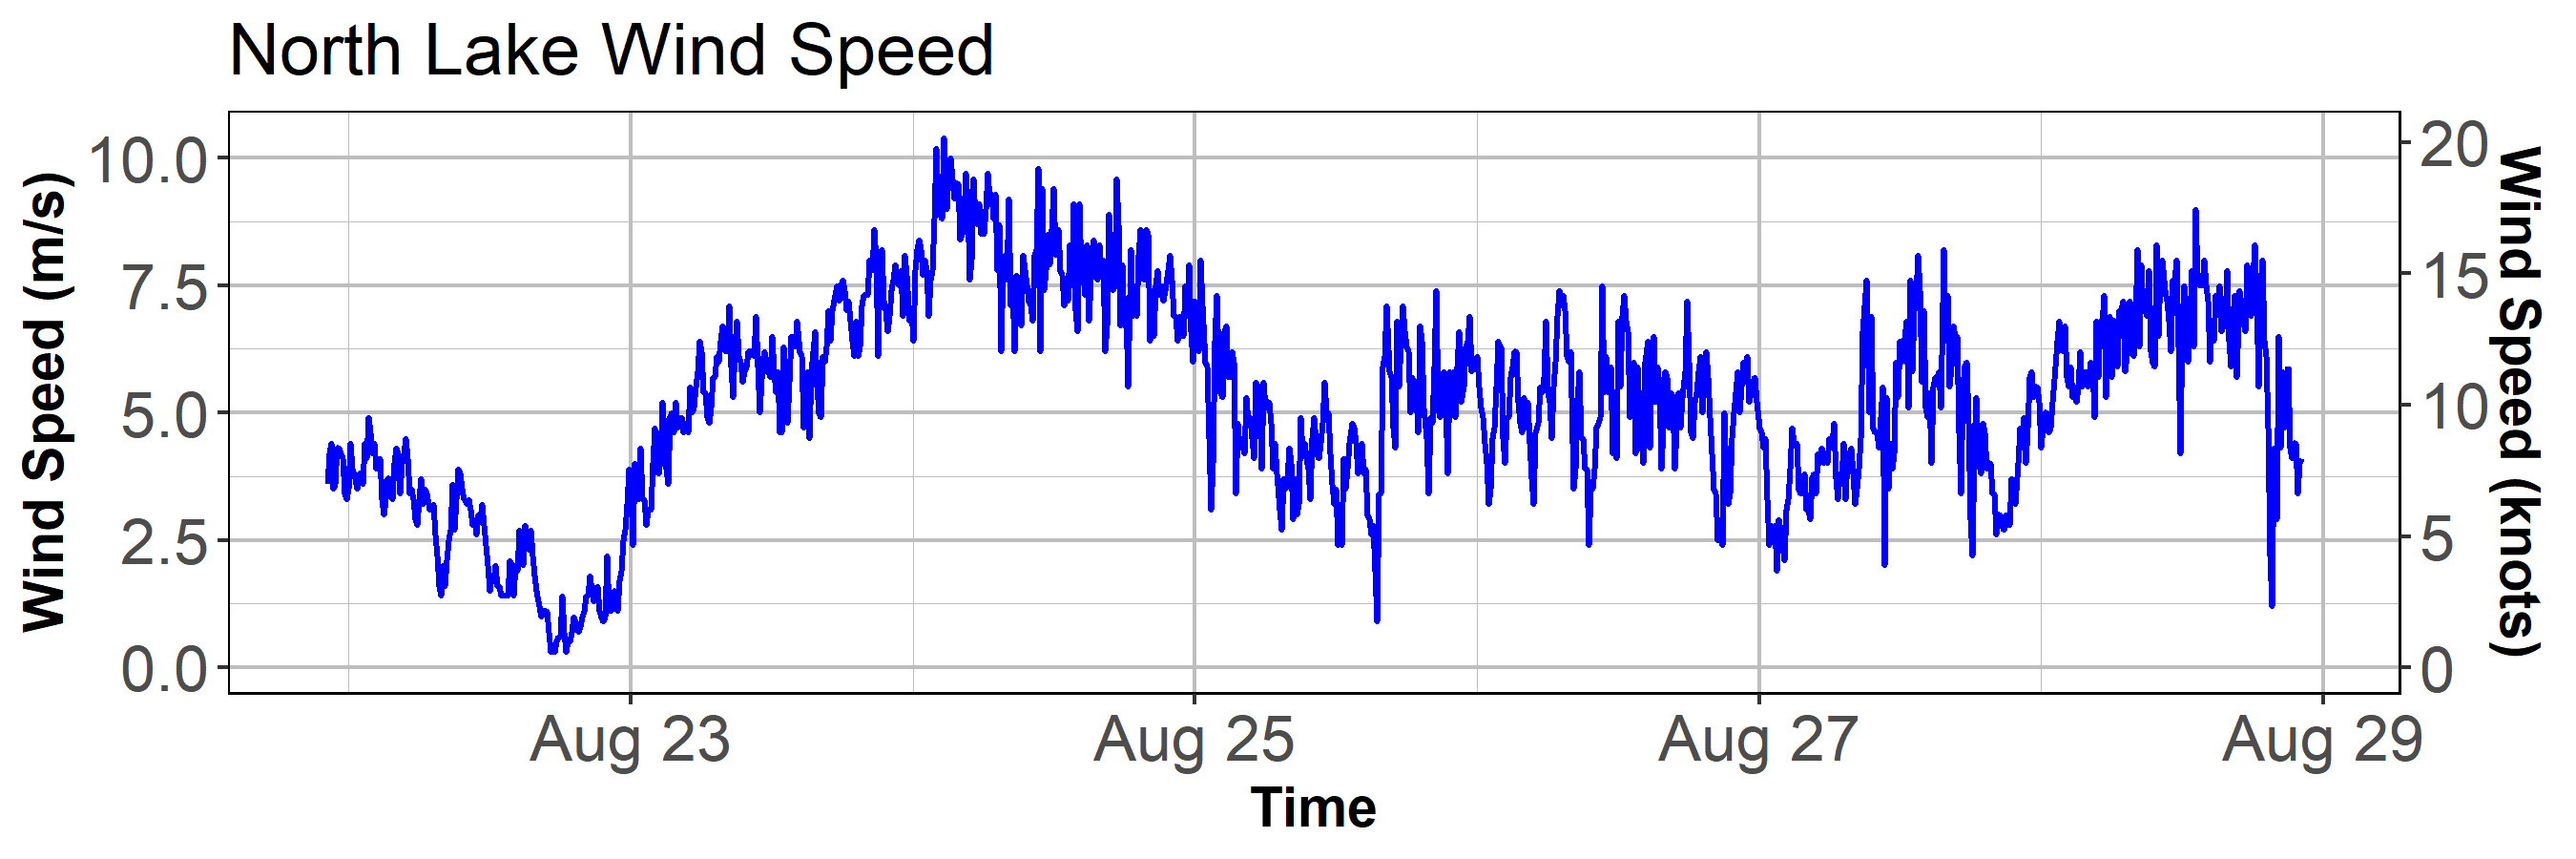 North Lake Wind Speed
Wind Speed (m/s)
10.0
7.5
5.0
2.5
0.0
20
15
10
5
0
Wind Speed (knots)
Aug 23
Aug 25
Aug 27
Aug 29
Time